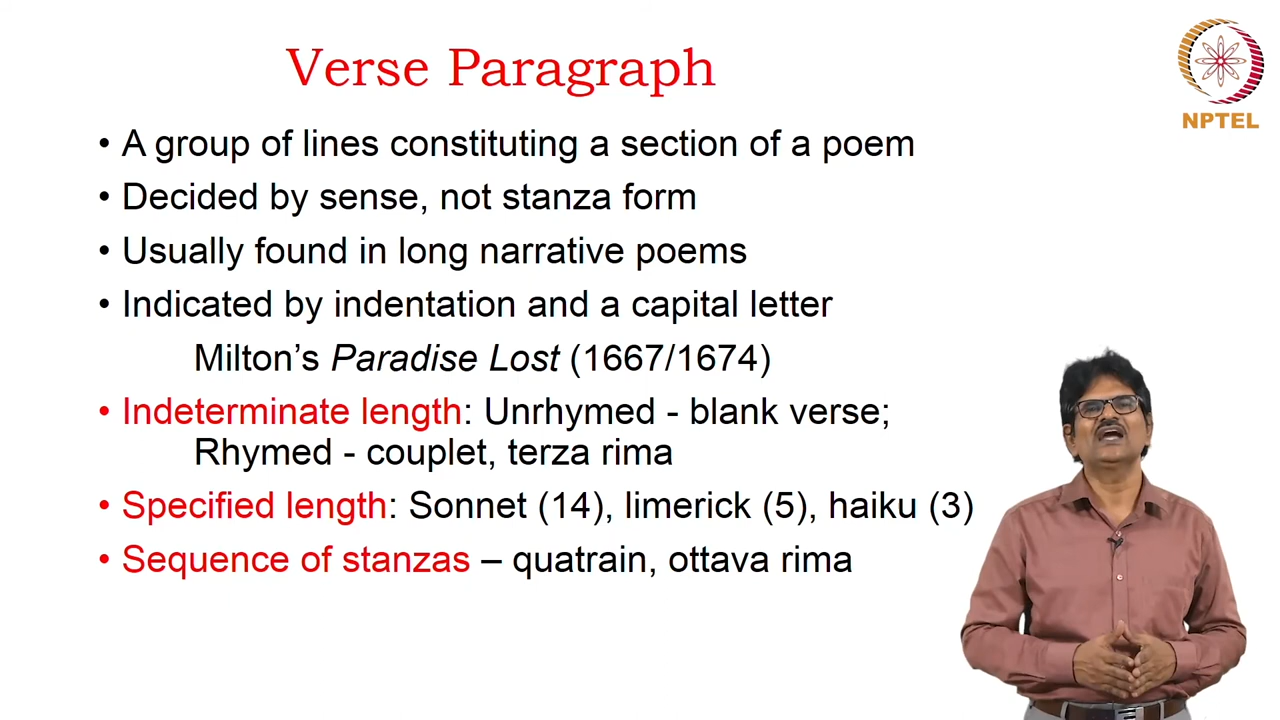 Verse Paragraph
NPTEL
• A group of lines constituting a section of a poem
• Decided by sense, not stanza form
• Usually found in long narrative poems
• Indicated by indentation and a capital letter
Milton’s Paradise Lost (1667/1674)
• Indeterminate length: Unrhymed - blank verse;
Rhymed - couplet, terza rima
• Specified length: Sonnet (14), limerick (5), haiku (3)
• Sequence of stanzas – quatrain, ottava rima